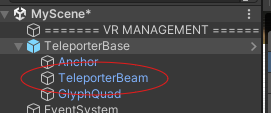 MyScene*
======== VR MANAGEMENT ===
TeleporterBase
Anchor
TeleporterBeam
GlyphQuad
EventSystem